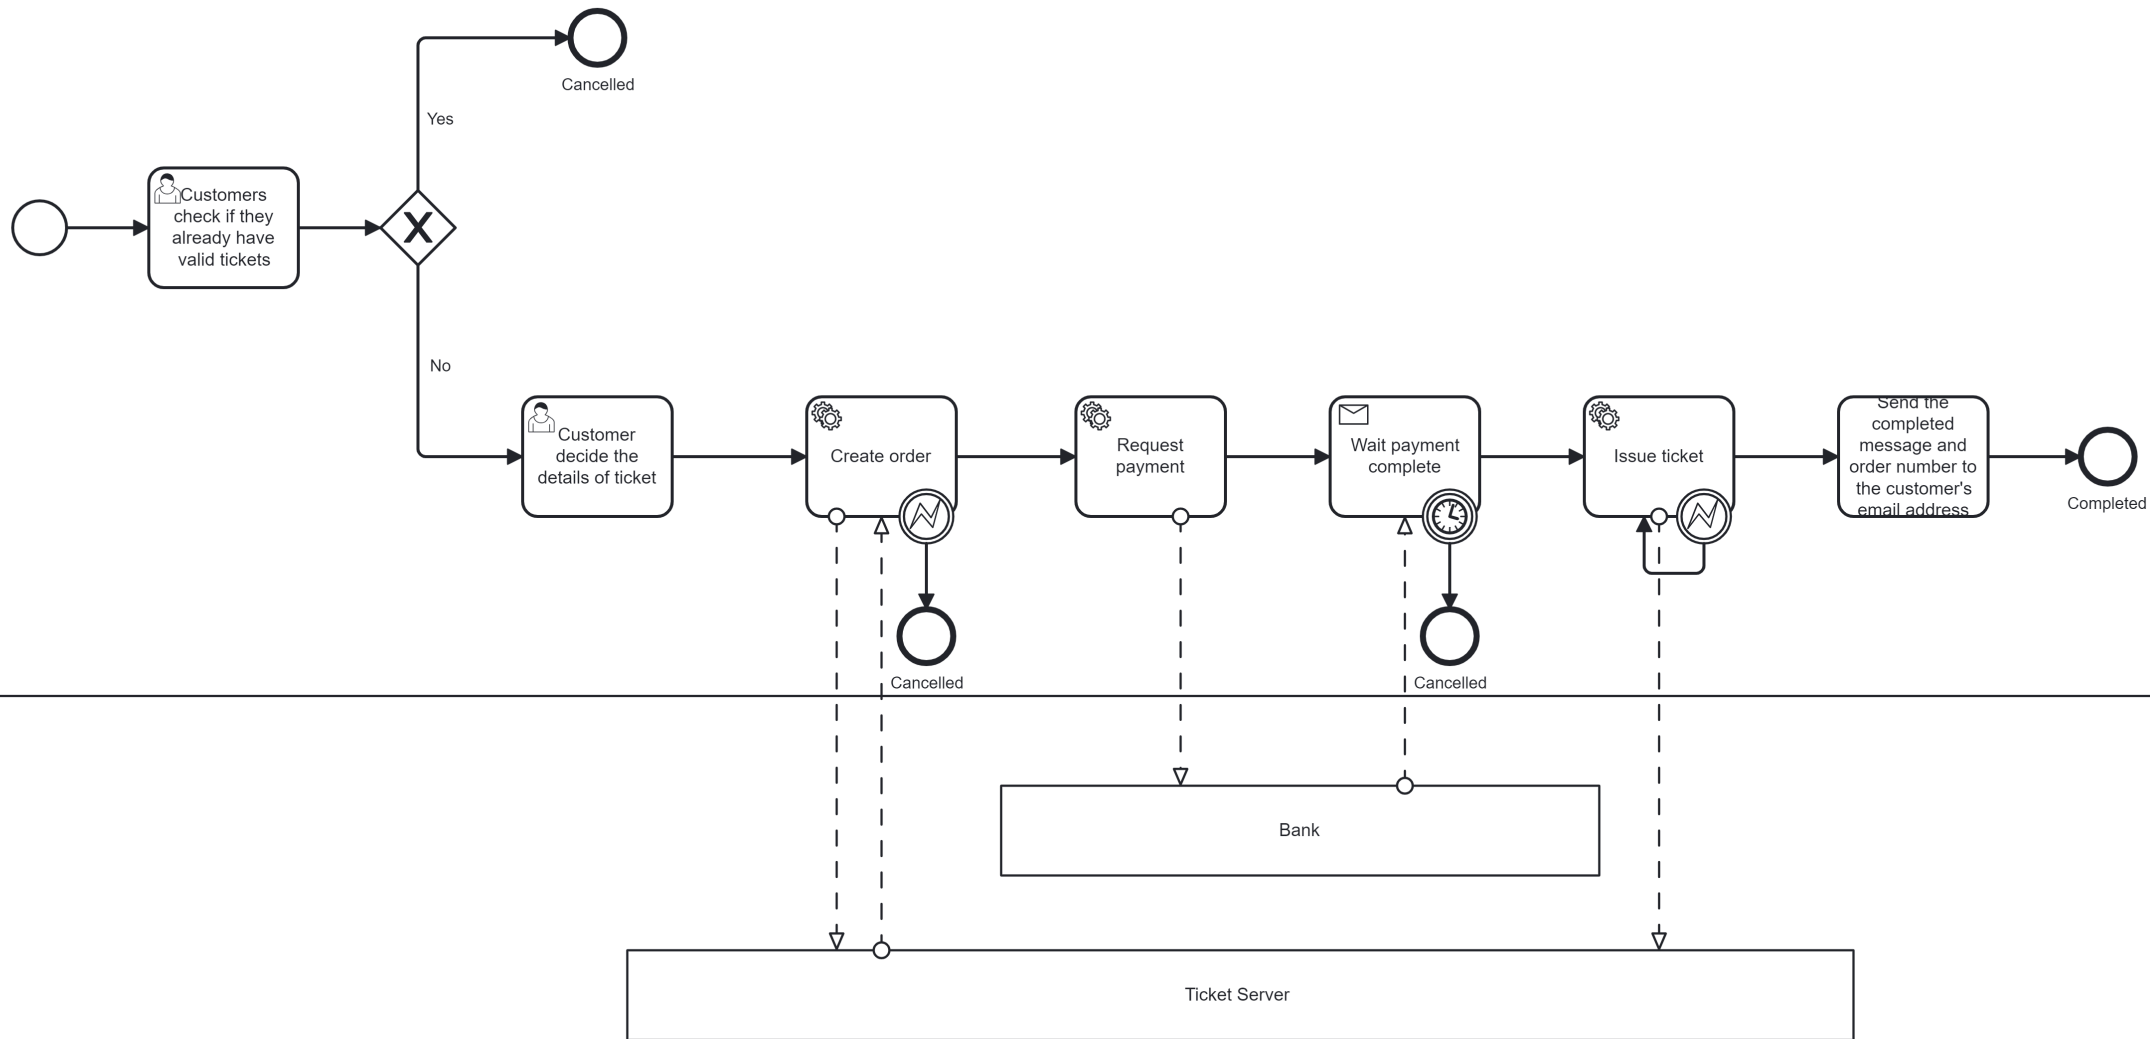 Cancelled
Yes
Customers
check if they
already have
valid tickets
No
Customer
decide the
details of ticket
Create order
Request
payment
Wait payment
complete
Issue ticket
Send the
completed
message and
order number to
the customer's
email address
Completed
Cancelled
Cancelled
Bank
Ticket Server